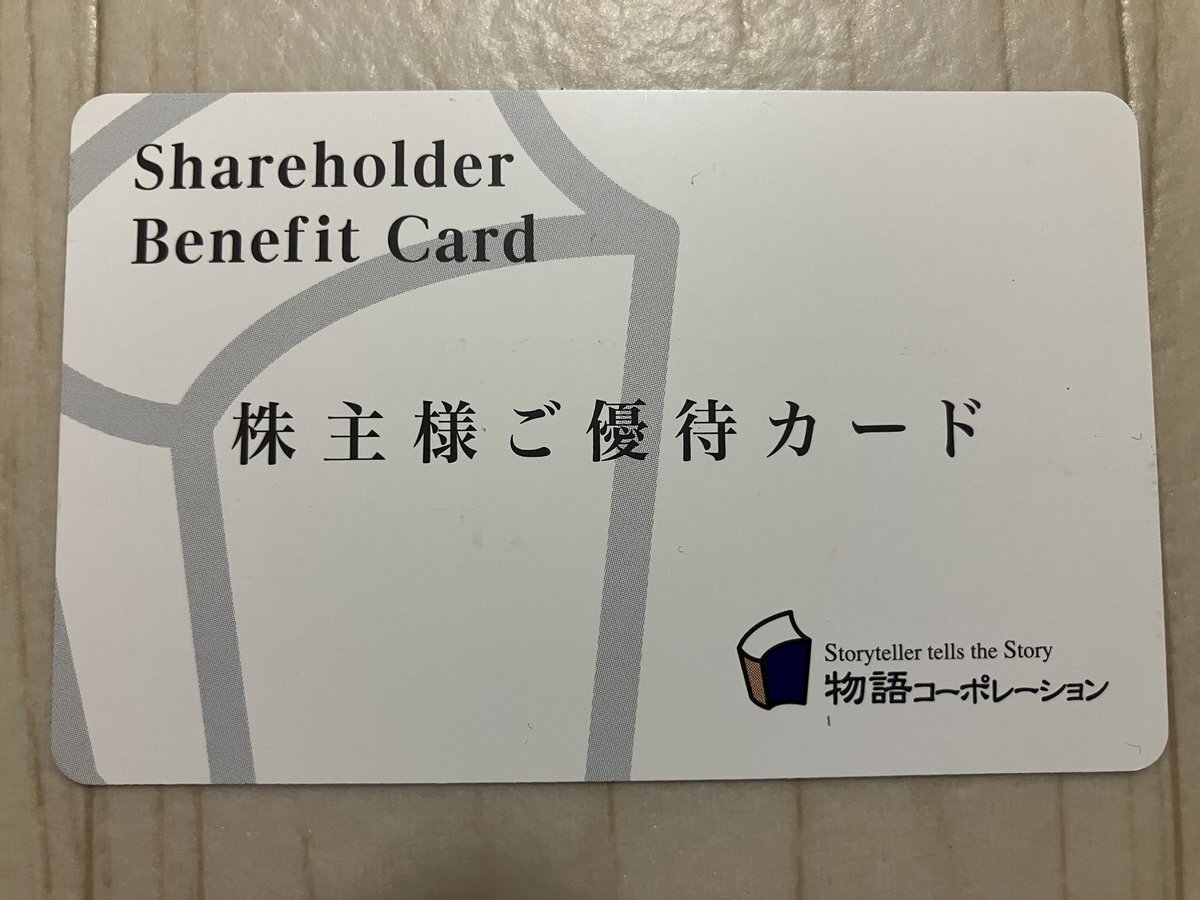 Shareholder
Benefit Card
株主様ご優待カード
Storyteller tells the Story
物語コーポレーション